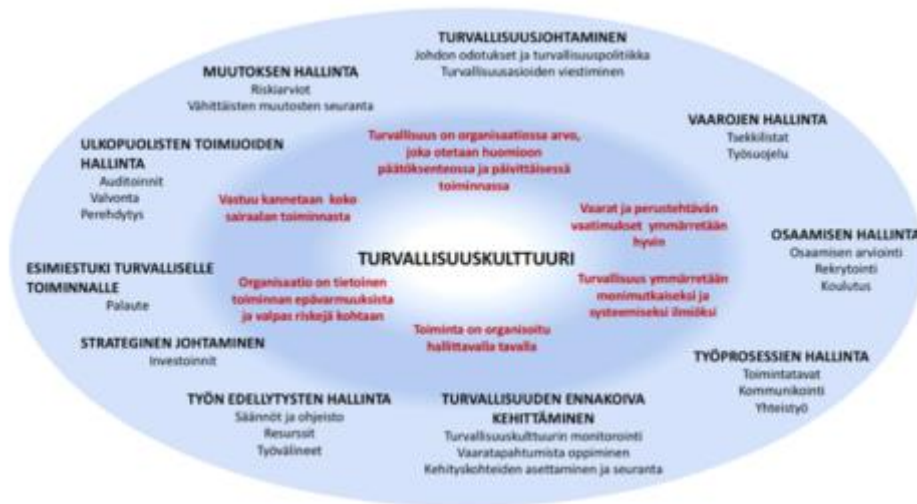 TURVALLISUUSJOHTAMINEN
Johdon odotukset ja turvallisuuspolitiikka
Turvallisuusasioiden viestiminen
MUUTOKSEN HALLINTA
Riskiarviot
Vähittäisten muutosten seuranta
VAAROJEN HALLINTA
Tsekkilistat
Työsuojelu
ULKOPUOLISTEN TOIMIJOIDEN
HALLINTA
Auditoinnit
Valvonta
Perehdytys
Turvallisuus on organisaatiossa arvo,
joka otetaan huomioon
päätöksenteossa ja päivittäisessä
toiminnassa
Vastuu kannetaan koko
sairaalan toiminnasta
Vaarat ja perustehtävän
vaatimukset ymmärretään
hyvin
OSAAMISEN HALLINTA
Osaamisen arviointi
Rekrytointi
Koulutus
TURVALLISUUSKULTTUURI
ESIMIESTUKI TURVALLISELLE
TOIMINNALLE
Palaute
Organisaatio on tietoinen
toiminnan epävarmuuksista
ja valpas riskejä kohtaan
Turvallisuus ymmärretään
monimutkaiseksi ja
systeemiseksi ilmiöksi
Toiminta on organisoitu
hallittavalla tavalla
STRATEGINEN JOHTAMINEN
Investoinnit
TYÖPROSESSIEN HALLINTA
Toimintatavat
Kommunikointi
Yhteistyö
TYÖN EDELLYTYSTEN HALLINTA
Säännöt ja ohjeisto
Resurssit
Työvälineet
TURVALLISUUDEN ENNAKOIVA
KEHITTÄMINEN
Turvallisuuskulttuurin monitorointi
Vaaratapahtumista oppiminen
Kehityskohteiden asettaminen ja seuranta